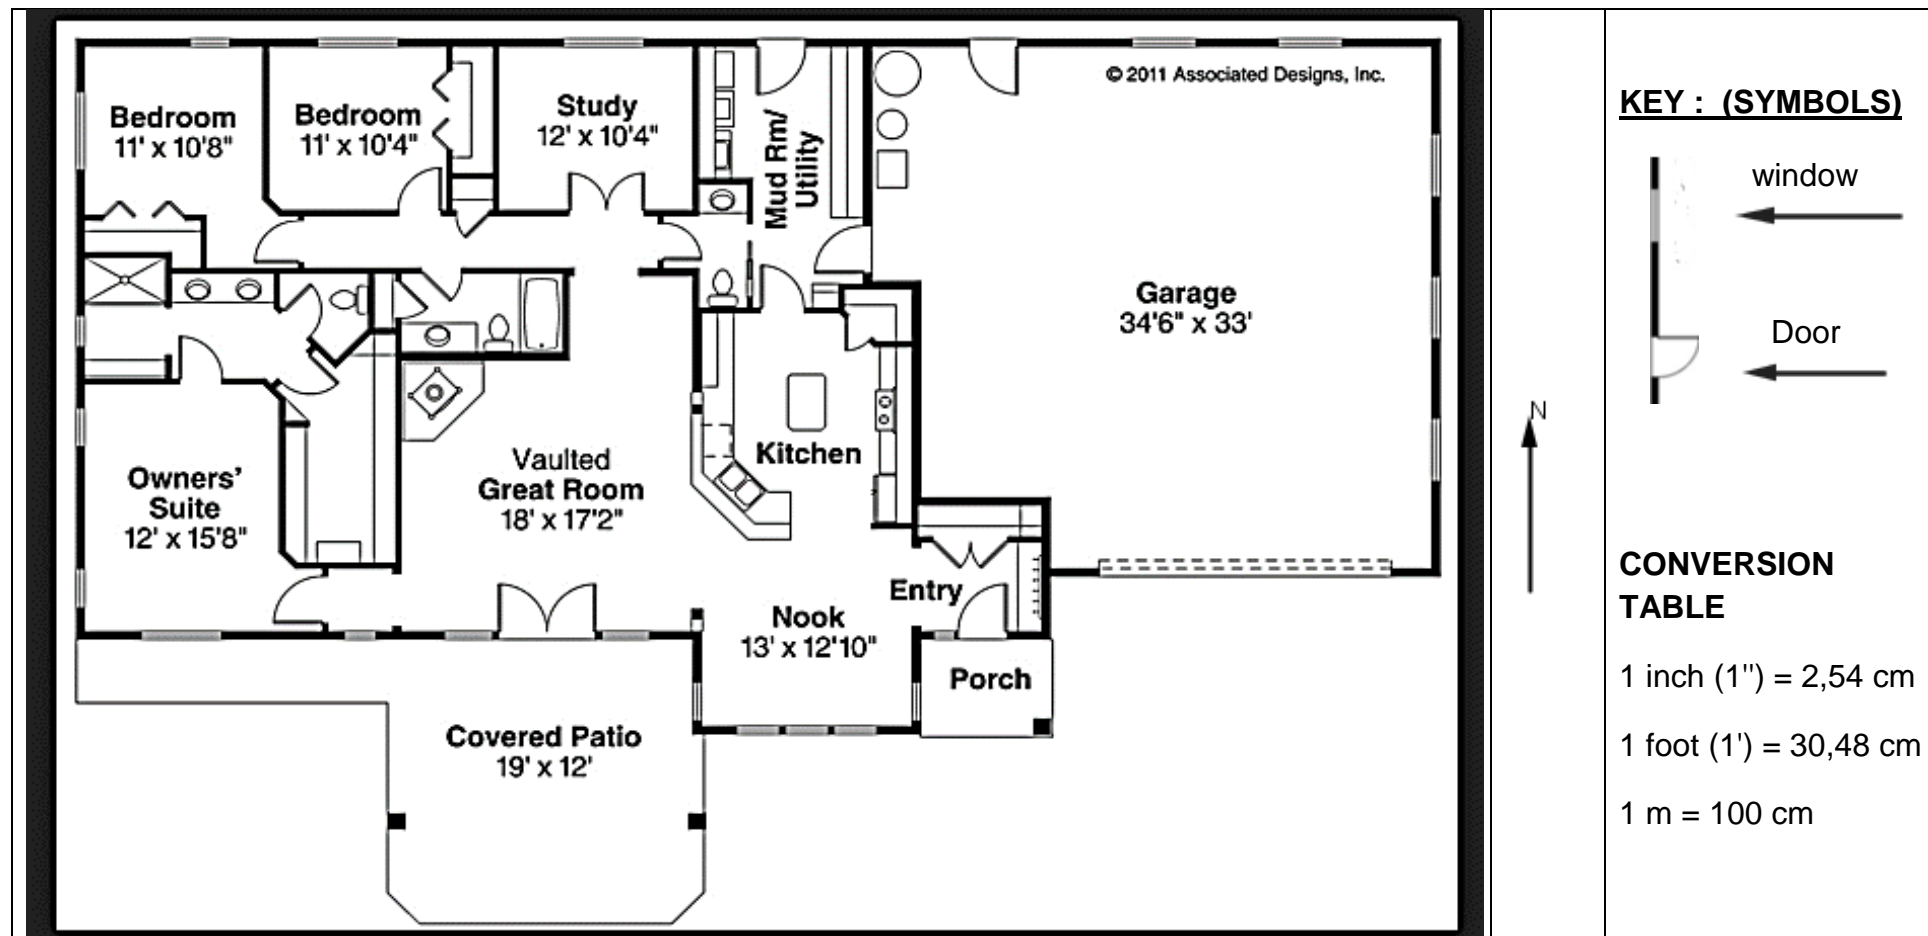 © 2011 Associated Designs, Inc.
Bedroom
11' x 10'8"
Bedroom
11' x 10'4"
Study
12' x 10'4"
Mud Rm/
Utility
Garage
34'6" x 33'
Kitchen
Vaulted
Great Room
18' x 17'2"
Owners'
Suite
12' x 15'8"
Entry
Nook
13' x 12'10"
Porch
Covered Patio
19' x 12'
N
KEY : (SYMBOLS)
window
Door
CONVERSION
TABLE
1 inch (1") = 2,54 cm
1 foot (1') = 30,48 cm
1 m = 100 cm